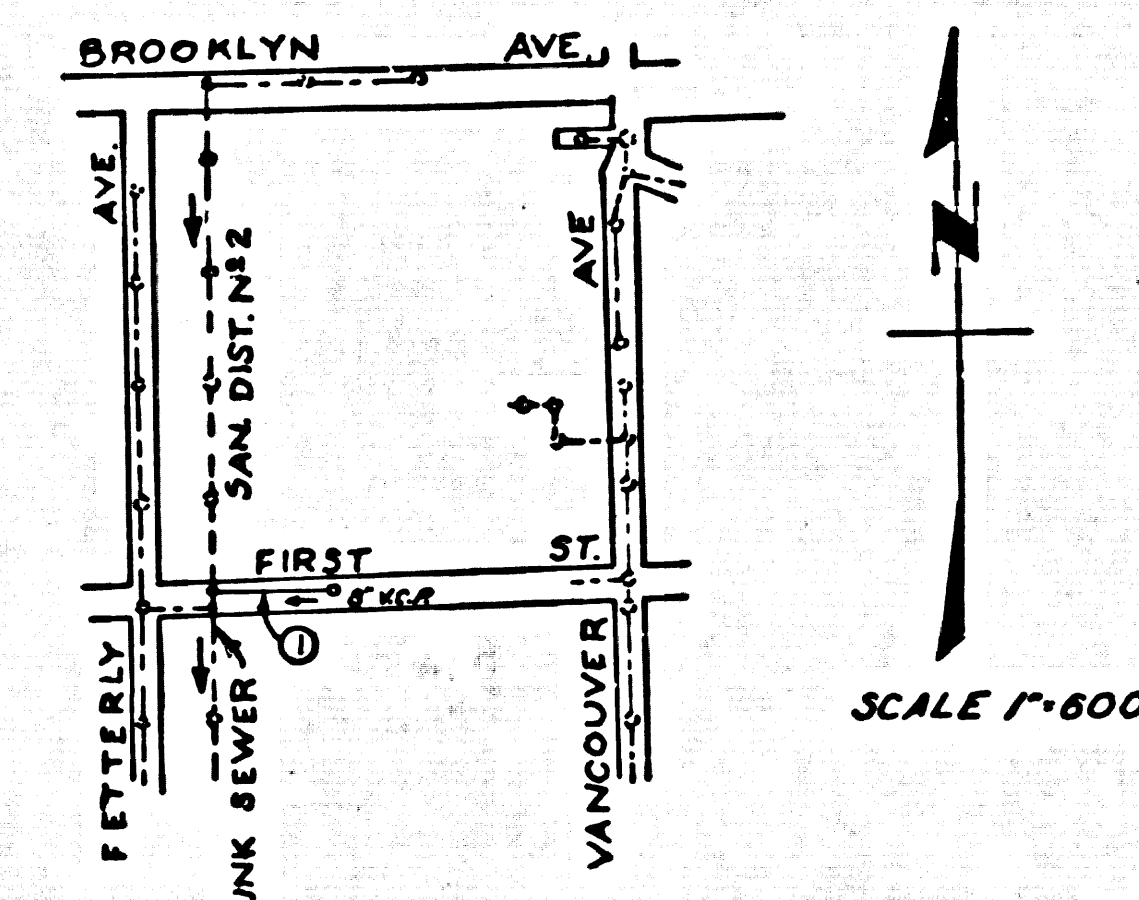 BROOKLYN AVE.
AVE.
SAN. DIST. Nº 2
AVE
FIRST ST.
8" V.C.P.
1
FETTERLY
UNK SEWER
VANCOUVER
N
SCALE 1"=600